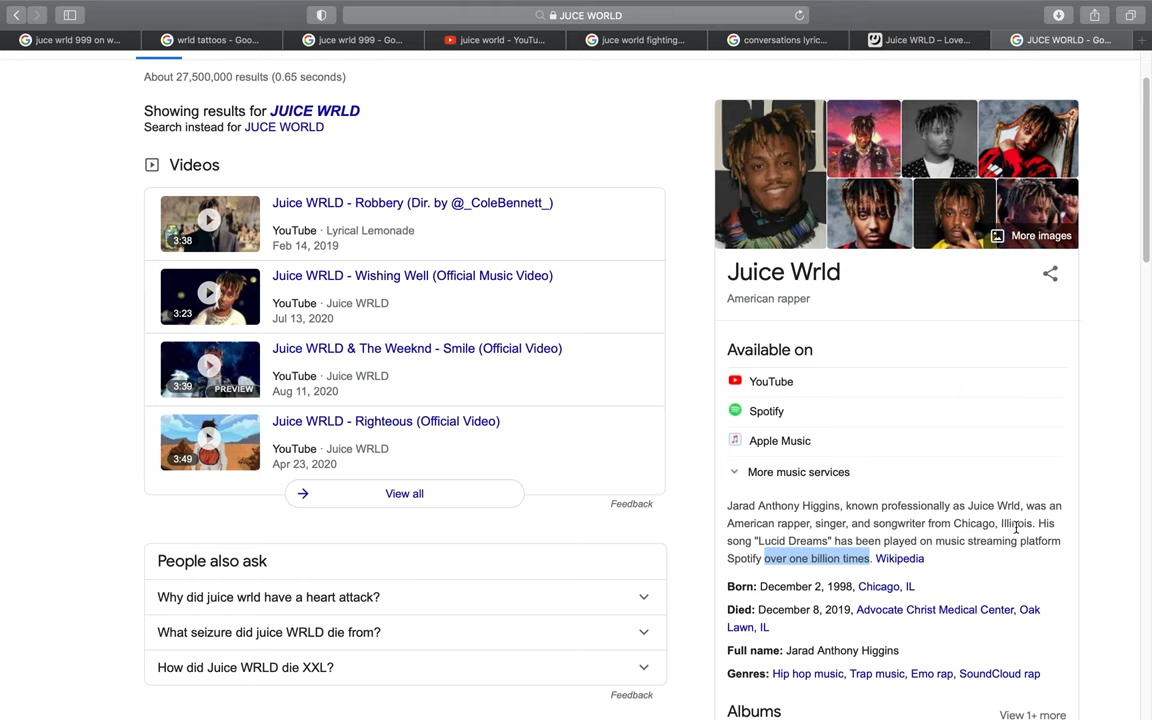 JUCE WORLD
juce wrld 999 on w...
wrld tattoos - Goo...
juce wrld 999 - Go...
juice world - YouTu...
juce world fighting...
conversations lyric...
Juice WRLD – Love...
JUCE WORLD - Go...
About 27,500,000 results (0.65 seconds)
Showing results for JUICE WRLD
Search instead for JUCE WORLD
Videos
Juice WRLD - Robbery (Dir. by @_ColeBennett_)
YouTube · Lyrical Lemonade
3:38
Feb 14, 2019
Juice WRLD - Wishing Well (Official Music Video)
YouTube · Juice WRLD
3:23
Jul 13, 2020
Juice WRLD & The Weeknd - Smile (Official Video)
YouTube · Juice WRLD
3:39
PREVIEW
Aug 11, 2020
Juice WRLD - Righteous (Official Video)
YouTube · Juice WRLD
3:49
Apr 23, 2020
View all
Feedback
People also ask
Why did juice wrld have a heart attack?
What seizure did juice WRLD die from?
How did Juice WRLD die XXL?
Feedback
More images
Juice Wrld
American rapper
Available on
YouTube
Spotify
Apple Music
More music services
Jarad Anthony Higgins, known professionally as Juice Wrld, was an
American rapper, singer, and songwriter from Chicago, Illinois. His
song "Lucid Dreams" has been played on music streaming platform
Spotify over one billion times. Wikipedia
Born: December 2, 1998, Chicago, IL
Died: December 8, 2019, Advocate Christ Medical Center, Oak
Lawn, IL
Full name: Jarad Anthony Higgins
Genres: Hip hop music, Trap music, Emo rap, SoundCloud rap
Albums
View 1+ more